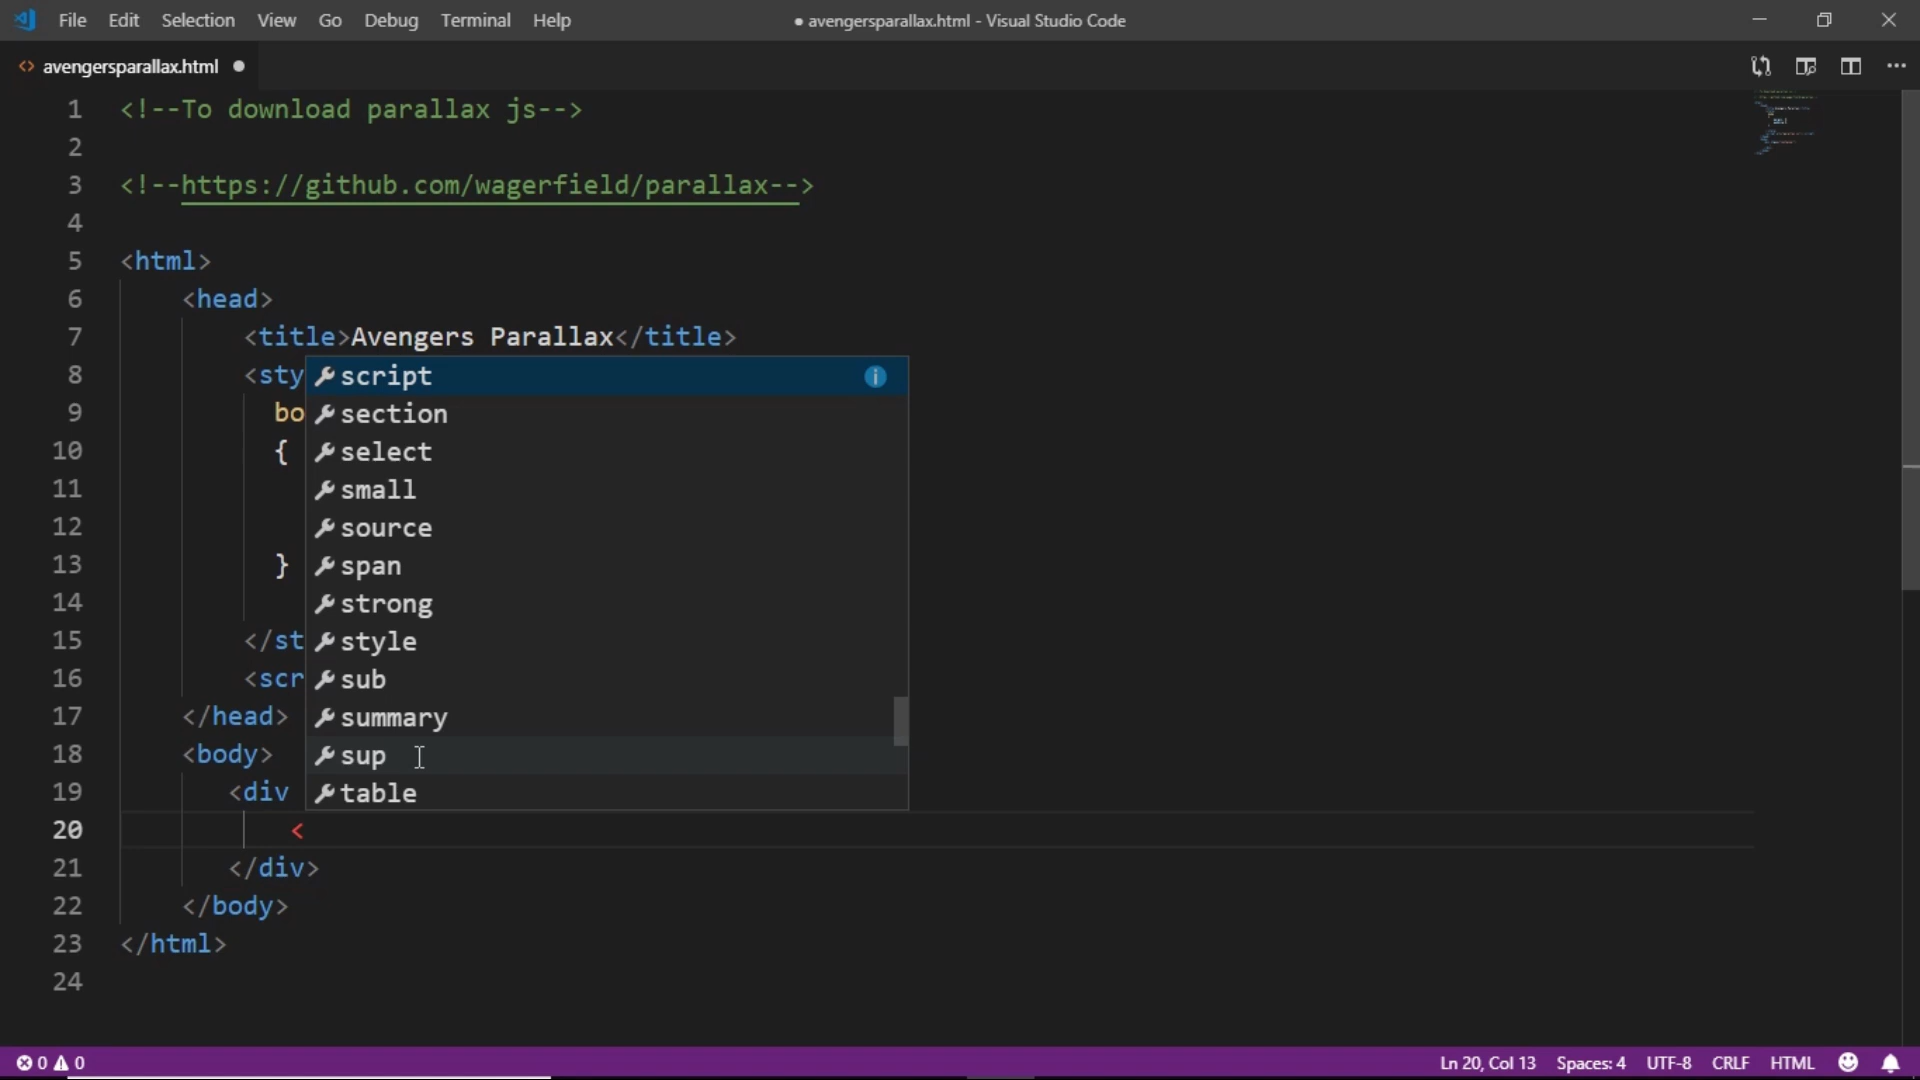 File Edit Selection View Go Debug Terminal Help ● avengersparallax.html - Visual Studio Code
<> avengersparallax.html ●
1 <!--To download parallax js-->
2
3 <!--https://github.com/wagerfield/parallax-->
4
5 <html>
6 <head>
7 <title>Avengers Parallax</title>
8 <sty script
9 bo section
10 { select
11 small
12 source
13 } span
14 strong
15 </st style
16 <scr sub
17 </head> summary
18 <body> sup
19 <div table
20 <
21 </div>
22 </body>
23 </html>
24
0 0 Ln 20, Col 13 Spaces: 4 UTF-8 CRLF HTML